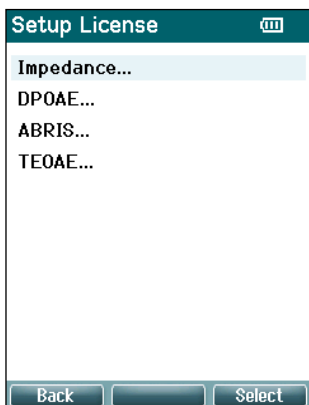 Setup License
Impedance...
DPOAE...
ABRIS...
TEOAE...
Back Select